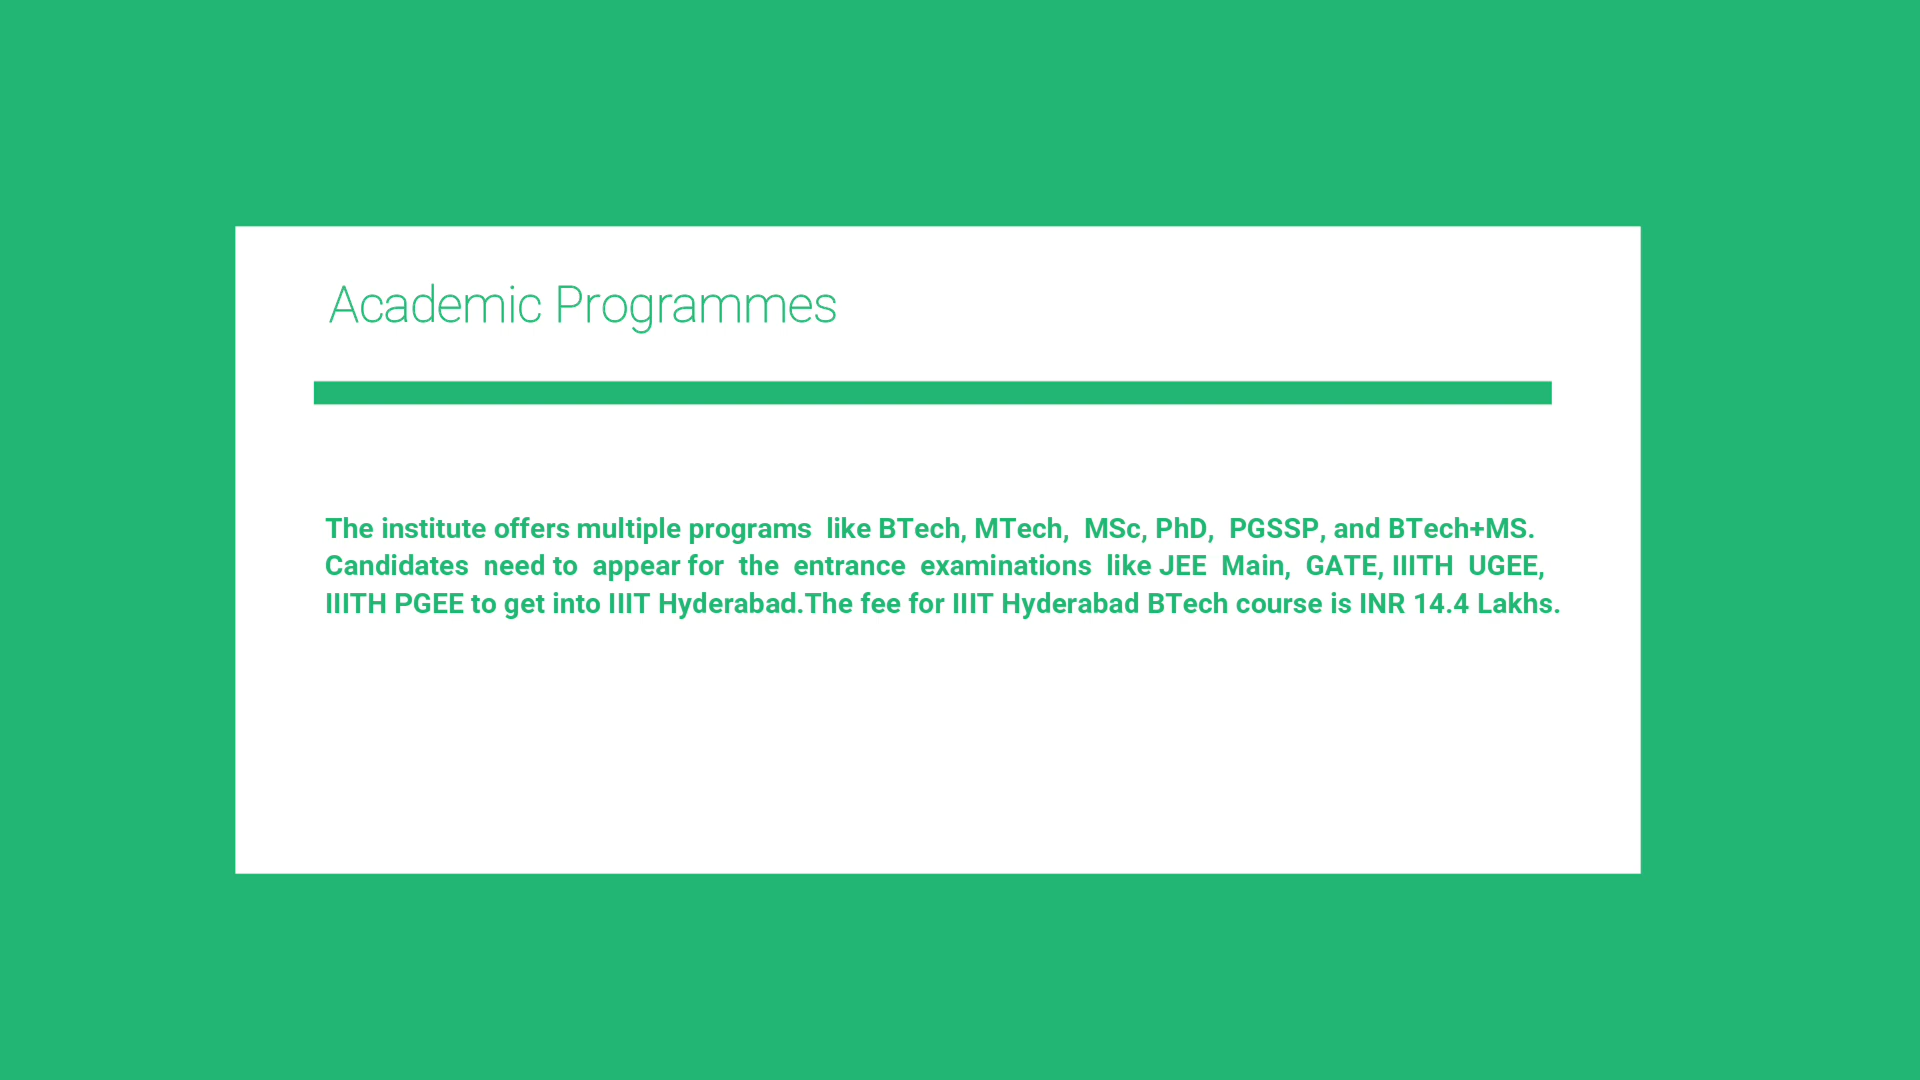 Academic Programmes
The institute offers multiple programs like BTech, MTech, MSc, PhD, PGSSP, and BTech+MS.
Candidates need to appear for the entrance examinations like JEE Main, GATE, IIITH UGEE,
IIITH PGEE to get into IIIT Hyderabad.The fee for IIIT Hyderabad BTech course is INR 14.4 Lakhs.